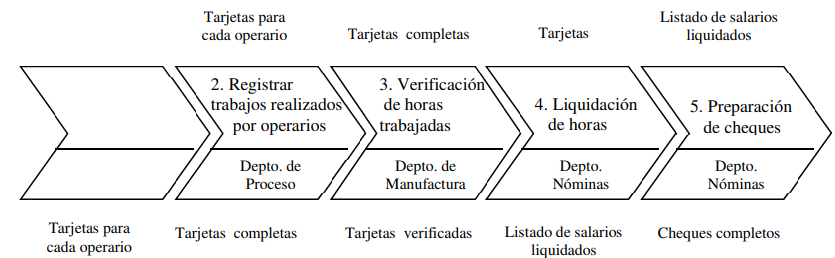 Tarjetas para
cada operario
Tarjetas completas
Tarjetas
Listado de salarios
liquidados
2. Registrar
trabajos realizados
por operarios
3. Verificación
de horas
trabajadas
4. Liquidación
de horas
5. Preparación
de cheques
Depto. de
Proceso
Depto. de
Manufactura
Depto.
Nóminas
Depto.
Nóminas
Tarjetas para
cada operario
Tarjetas completas
Tarjetas verificadas
Listado de salarios
liquidados
Cheques completos